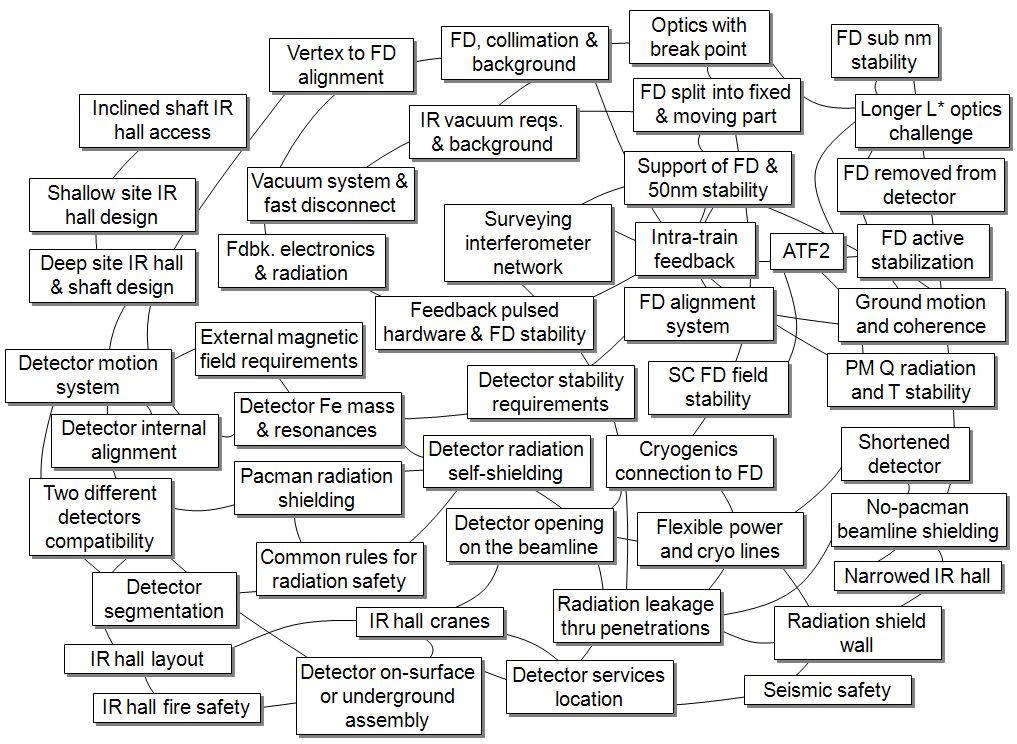 Optics with
break point
FD, collimation &
background
Vertex to FD
alignment
FD sub nm
stability
Inclined shaft IR
hall access
FD split into fixed
& moving part
Longer L* optics
challenge
IR vacuum reqs.
& background
Support of FD &
50nm stability
FD removed from
detector
Vacuum system &
fast disconnect
Shallow site IR
hall design
Surveying
interferometer
network
Intra-train
feedback
ATF2
FD active
stabilization
Fdbk. electronics
& radiation
Deep site IR hall
& shaft design
FD alignment
system
Ground motion
and coherence
Feedback pulsed
hardware & FD stability
External magnetic
field requirements
Detector motion
system
PM Q radiation
and T stability
SC FD field
stability
Detector stability
requirements
Detector Fe mass
& resonances
Detector internal
alignment
Shortened
detector
Cryogenics
connection to FD
Detector radiation
self-shielding
Pacman radiation
shielding
Two different
detectors
compatibility
No-pacman
beamline shielding
Detector opening
on the beamline
Flexible power
and cryo lines
Common rules for
radiation safety
Narrowed IR hall
Detector
segmentation
Radiation leakage
thru penetrations
Radiation shield
wall
IR hall cranes
IR hall layout
Detector on-surface
or underground
assembly
Detector services
location
Seismic safety
IR hall fire safety